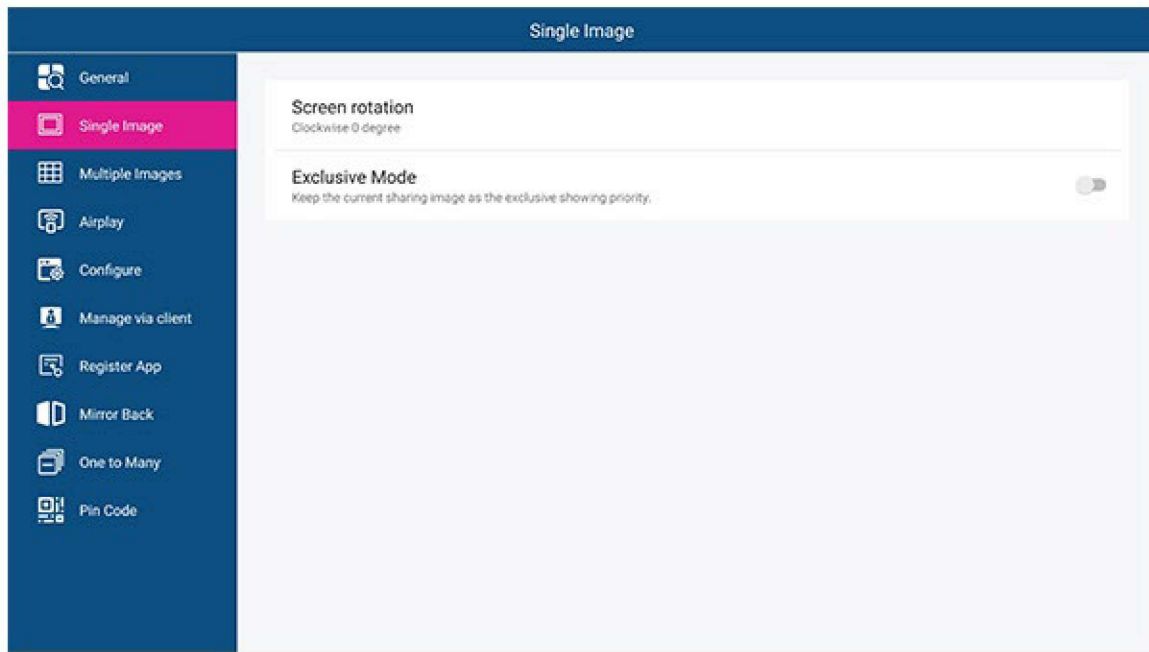 Single Image
General
Single Image
Multiple Images
Airplay
Configure
Manage via client
Register App
Mirror Back
One to Many
Pin Code
Screen rotation
Clockwise 0 degree
Exclusive Mode
Keep the current sharing image as the exclusive showing priority.